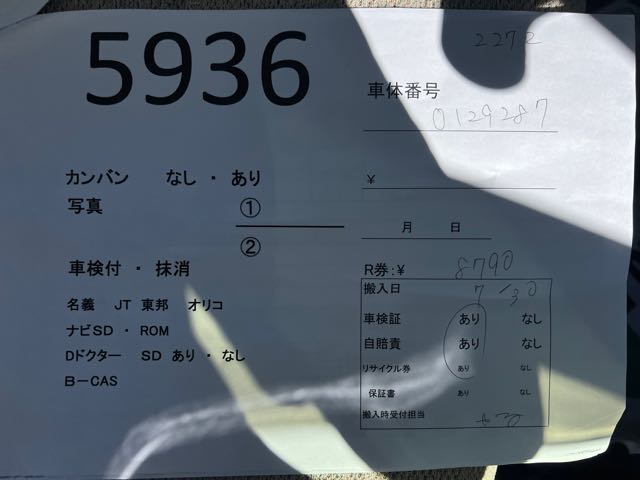 2272
5936
車体番号
0129287
カンバン なし ・ あり
¥
写真 ①
②
月 日
車検付 ・ 抹消
R券:¥ 8790
搬入日 7/30
名義 JT 東邦 オリコ
車検証 あり なし
ナビSD ・ ROM
自賠責 あり なし
Dドクター SD あり ・ なし
リサイクル券 あり なし
B－CAS
保証書 あり なし
搬入時受付担当